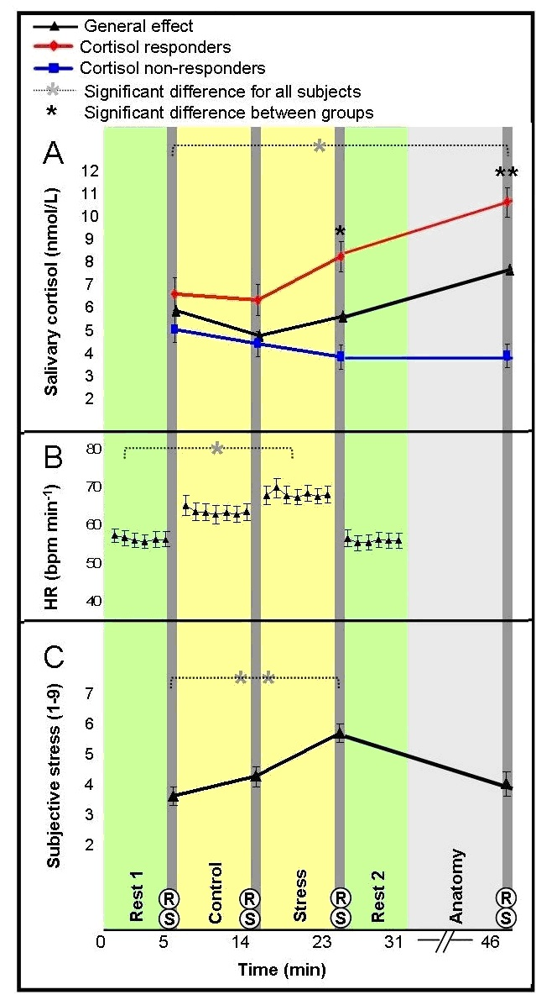 General effect
Cortisol responders
Cortisol non-responders
* Significant difference for all subjects
* Significant difference between groups
A
Salivary cortisol (nmol/L)
12
11
10
9
8
7
6
5
4
3
2
*
*
**
B
HR (bpm min-1)
80
70
60
50
40
*
C
Subjective stress (1-9)
7
6
5
4
3
2
* *
Rest 1
Control
Stress
Rest 2
Anatomy
R R R R
S S S S
0 5 14 23 31 46
Time (min)